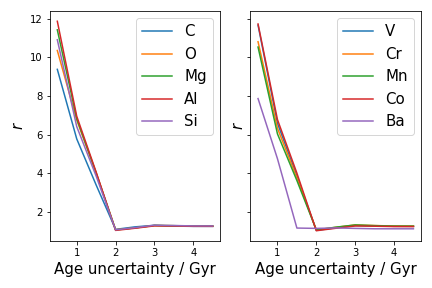 12
10
8
6
4
2
r
C
O
Mg
Al
Si
1 2 3 4
Age uncertainty / Gyr
r
V
Cr
Mn
Co
Ba
1 2 3 4
Age uncertainty / Gyr